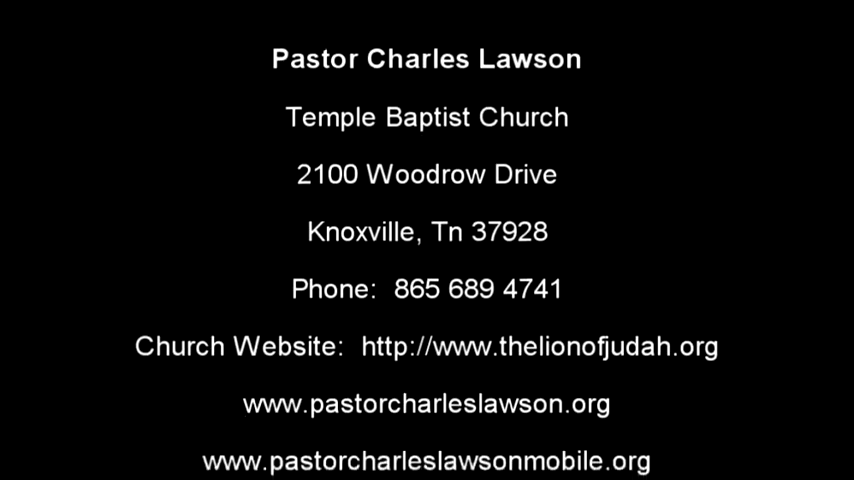 Pastor Charles Lawson
Temple Baptist Church
2100 Woodrow Drive
Knoxville, Tn 37928
Phone:  865 689 4741
Church Website:  http://www.thelionofjudah.org
www.pastorcharleslawson.org
www.pastorcharleslawsonmobile.org